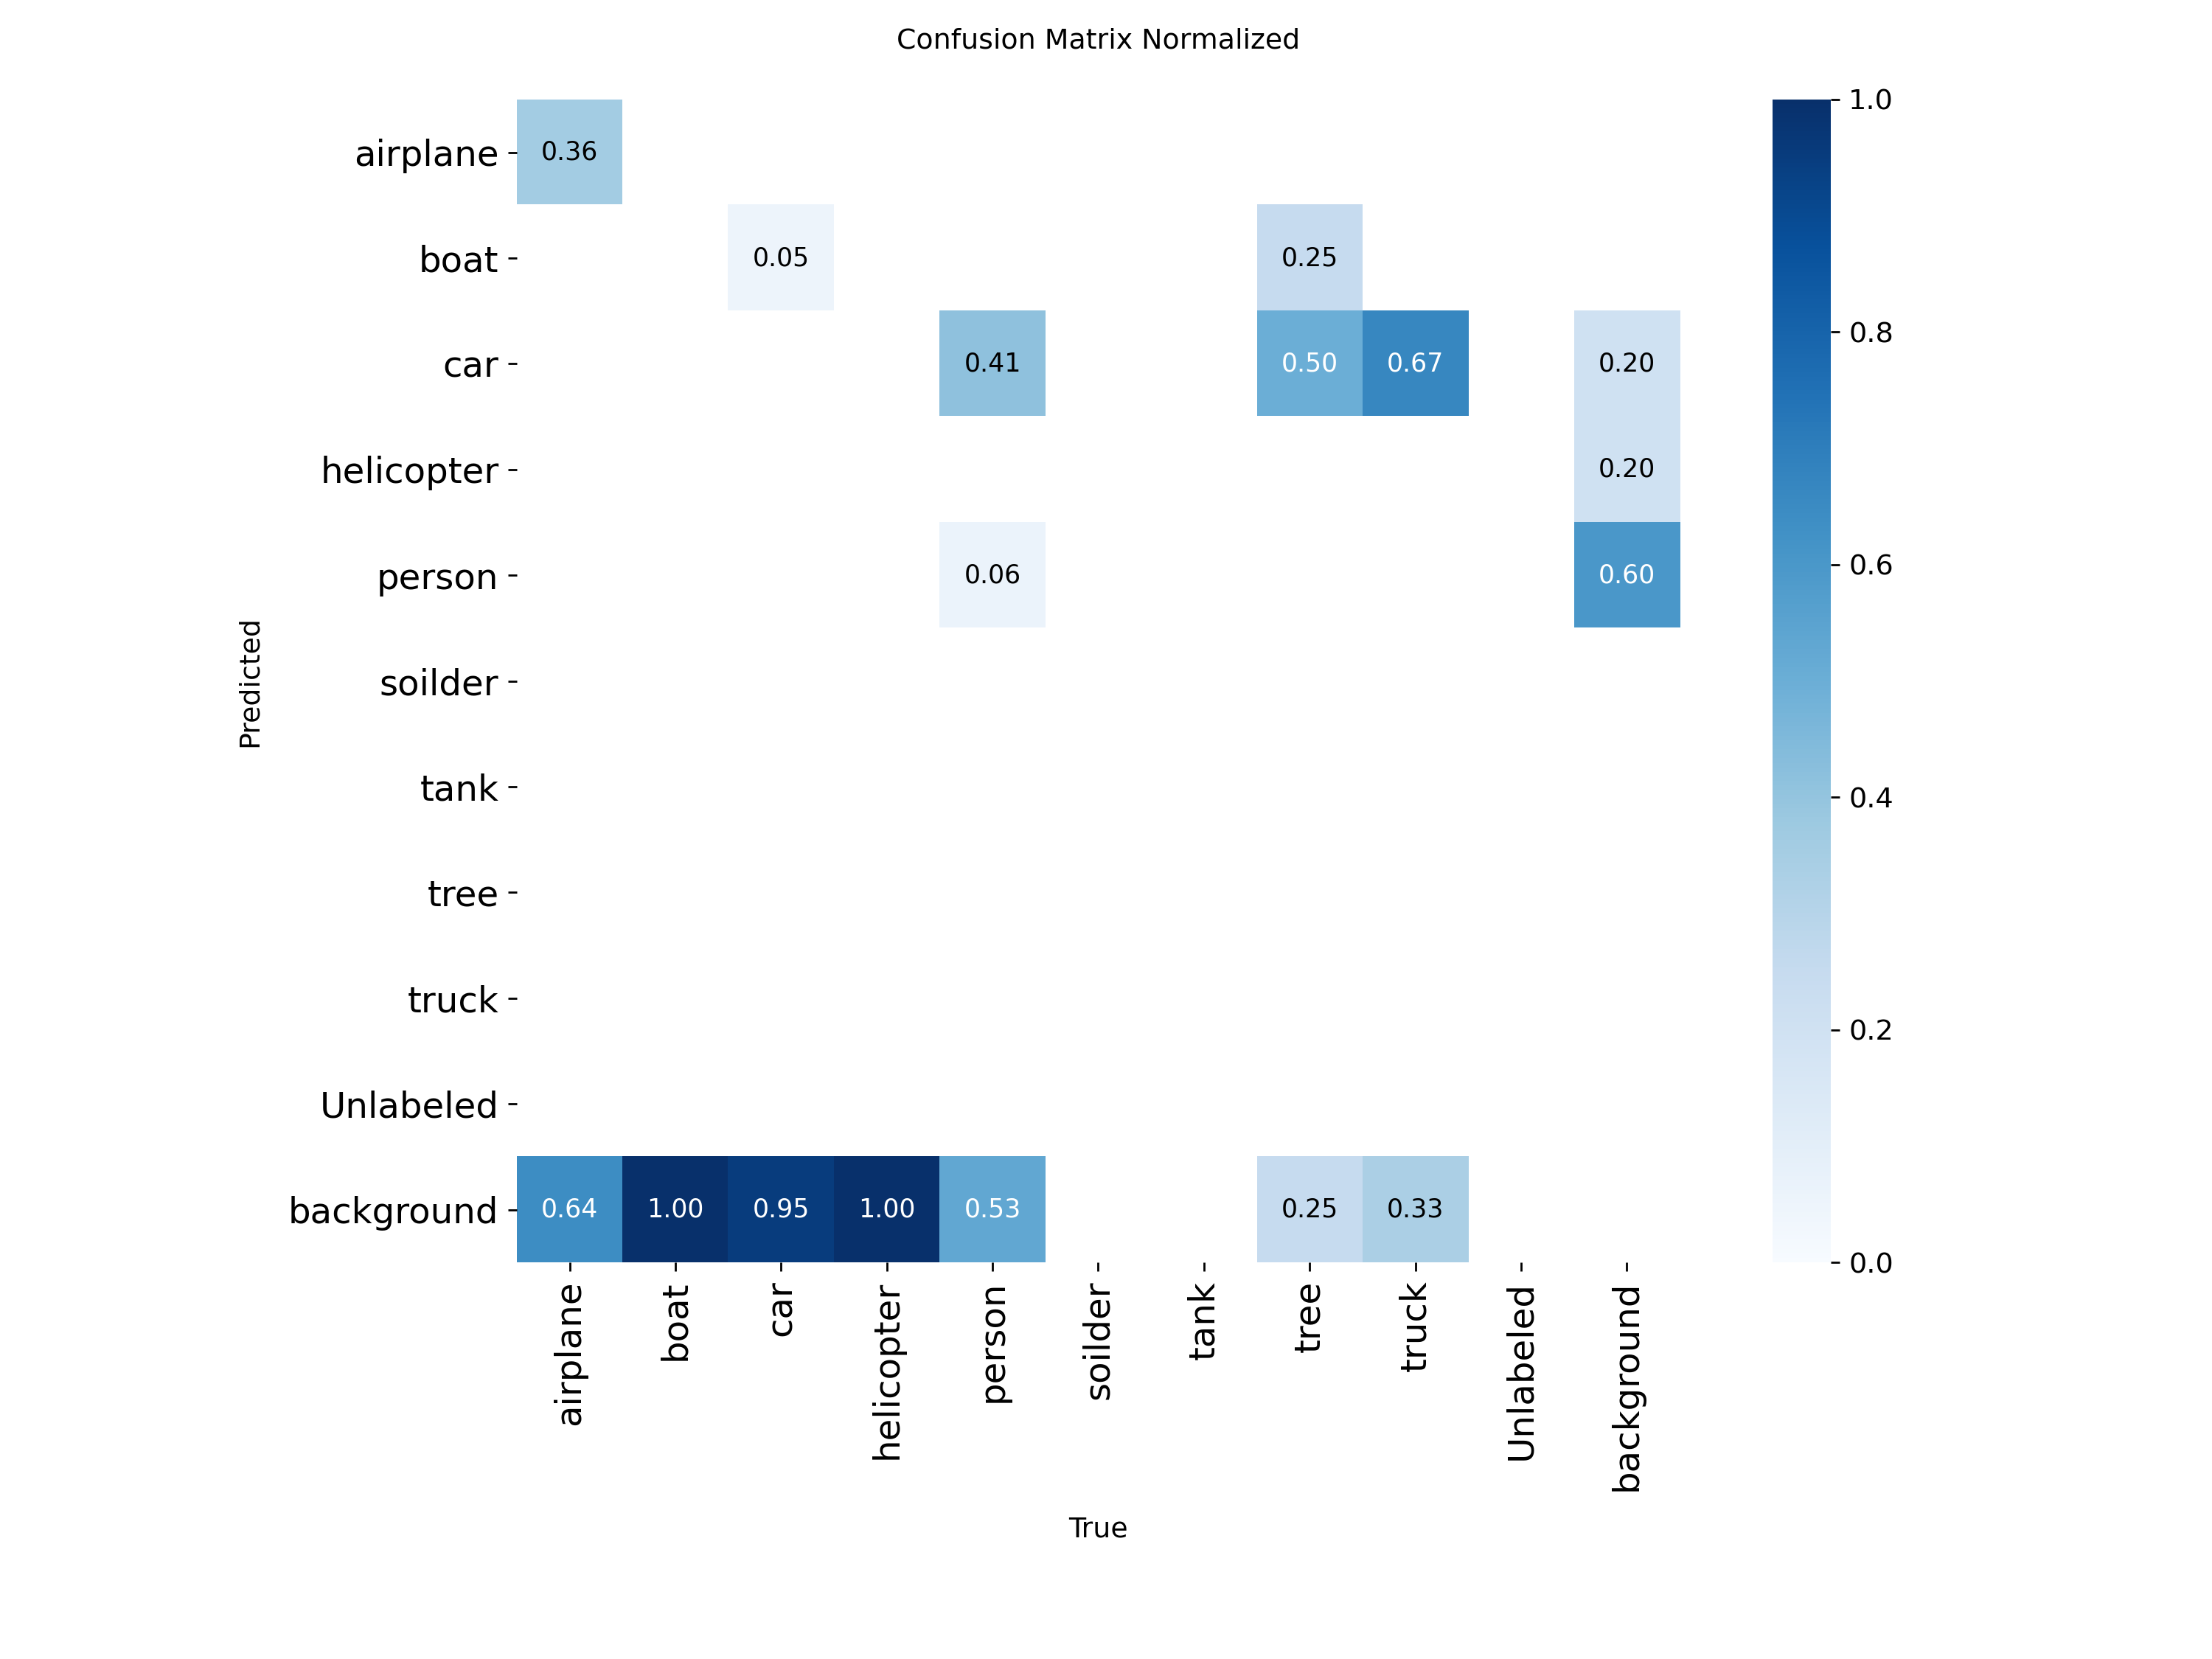 Confusion Matrix Normalized
airplane
0.36
boat
0.05
0.25
car
0.41
0.50
0.67
0.20
helicopter
0.20
person
0.06
0.60
soilder
tank
tree
truck
Unlabeled
background
0.64
1.00
0.95
1.00
0.53
0.25
0.33
airplane
boat
car
helicopter
person
soilder
tank
tree
truck
Unlabeled
background
Predicted
True
1.0
0.8
0.6
0.4
0.2
0.0